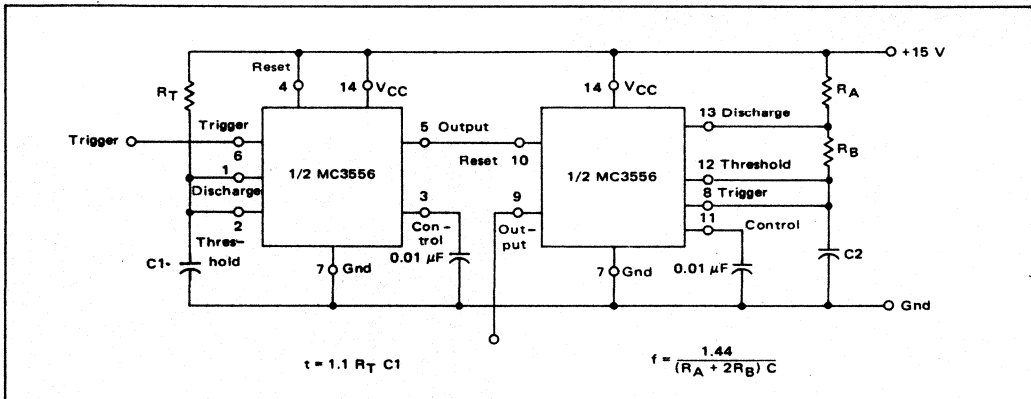 +15 V
Reset
4
14 VCC
14 VCC
RT
RA
13 Discharge
Trigger
Trigger
6
5 Output
Reset 10
RB
1
1/2 MC3556
1/2 MC3556
12 Threshold
8 Trigger
Discharge
3
9
11
2
Con-
trol
Out-
put
Control
Thres-
hold
C1
0.01 μF
0.01 μF
C2
7 Gnd
7 Gnd
Gnd
t = 1.1 RT C1
f = 1.44
(RA + 2RB) C